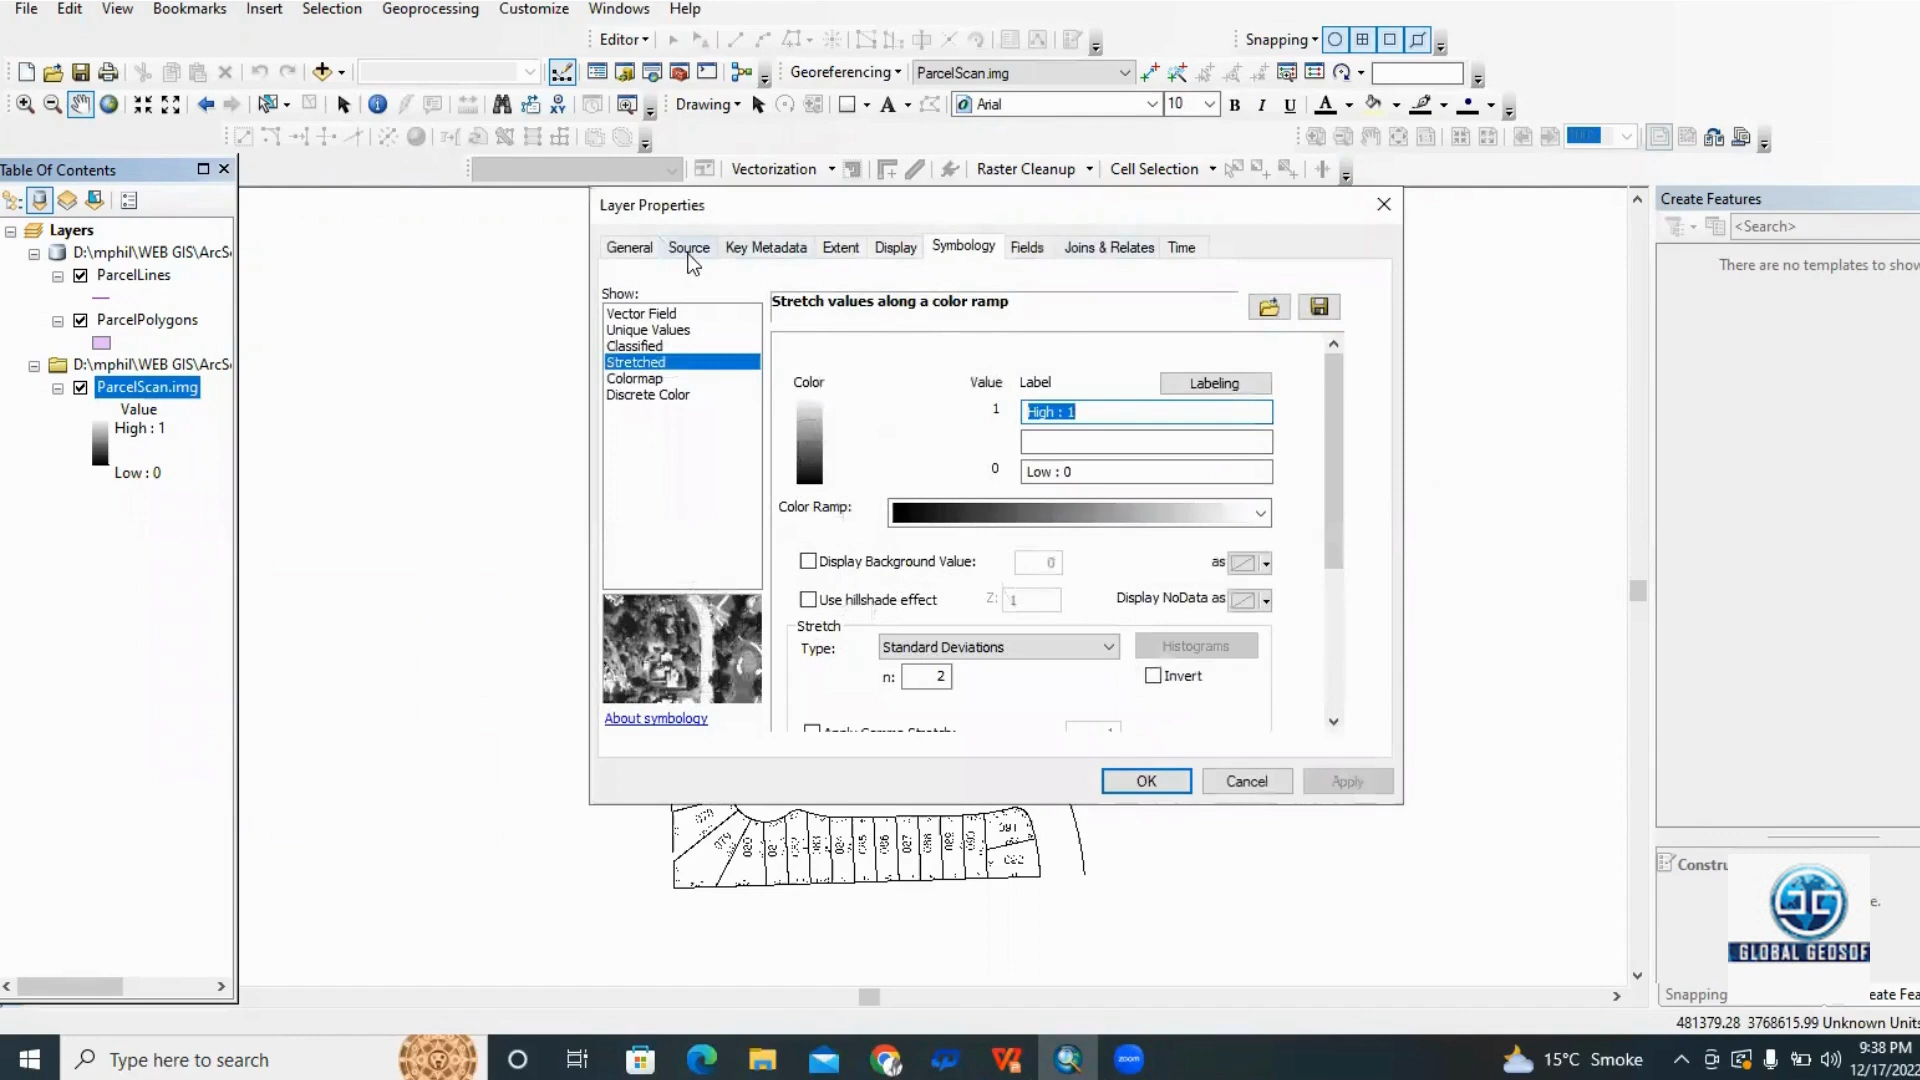 File Edit View Bookmarks Insert Selection Geoprocessing Customize Windows Help
Editor Snapping
Georeferencing ParcelScan.img
Drawing Arial 10 B I U A
Vectorization Raster Cleanup Cell Selection
Table Of Contents
Layers
D:\mphil\WEB GIS\ArcS
ParcelLines
ParcelPolygons
D:\mphil\WEB GIS\ArcS
ParcelScan.img
Value
High : 1
Low : 0
Layer Properties
General Source Key Metadata Extent Display Symbology Fields Joins & Relates Time
Show:
Vector Field
Unique Values
Classified
Stretched
Colormap
Discrete Color
About symbology
Stretch values along a color ramp
Color Value Label Labeling
1 High : 1
0 Low : 0
Color Ramp:
Display Background Value: 0 as
Use hillshade effect Z: 1 Display NoData as
Stretch
Type: Standard Deviations Histograms
n: 2 Invert
OK Cancel Apply
Create Features
<Search>
There are no templates to show
Constru
GLOBAL GEOSOF
Snapping eate Fea
481379.28 3768615.99 Unknown Units
Type here to search
zoom
15°C Smoke
9:38 PM
12/17/2022